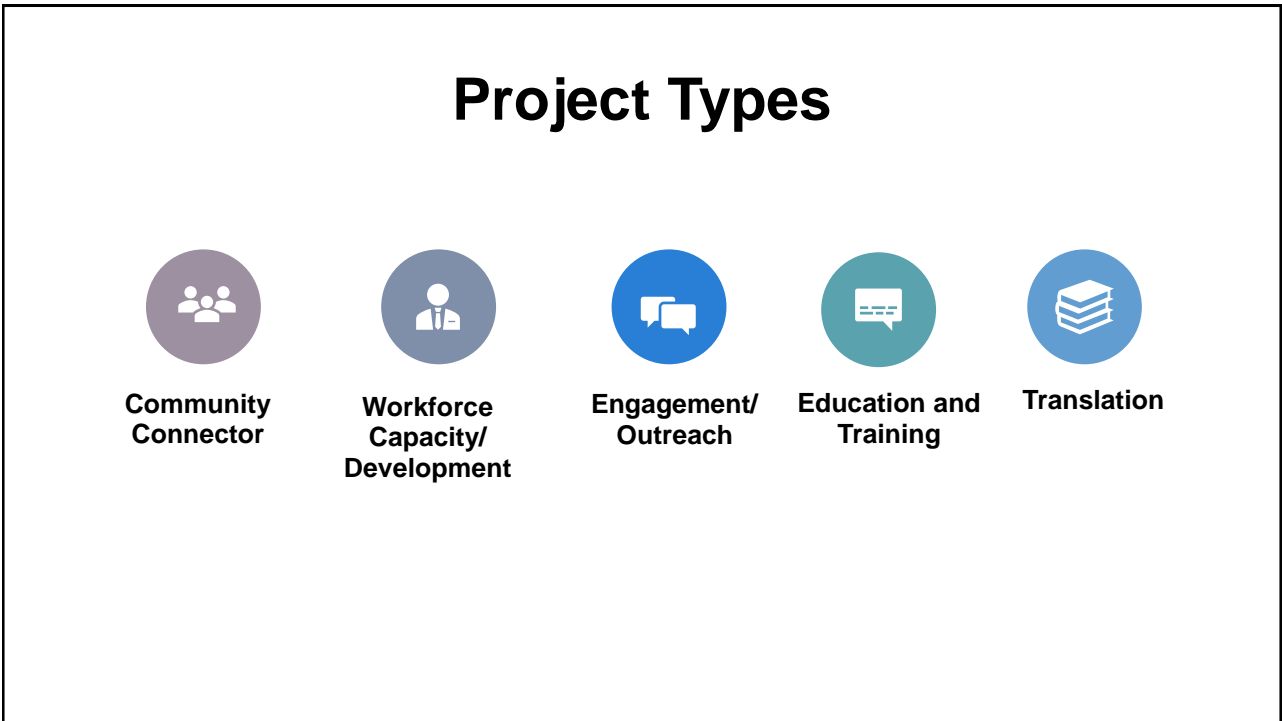 Project Types
Community
Connector
Workforce
Capacity/
Development
Engagement/
Outreach
Education and
Training
Translation